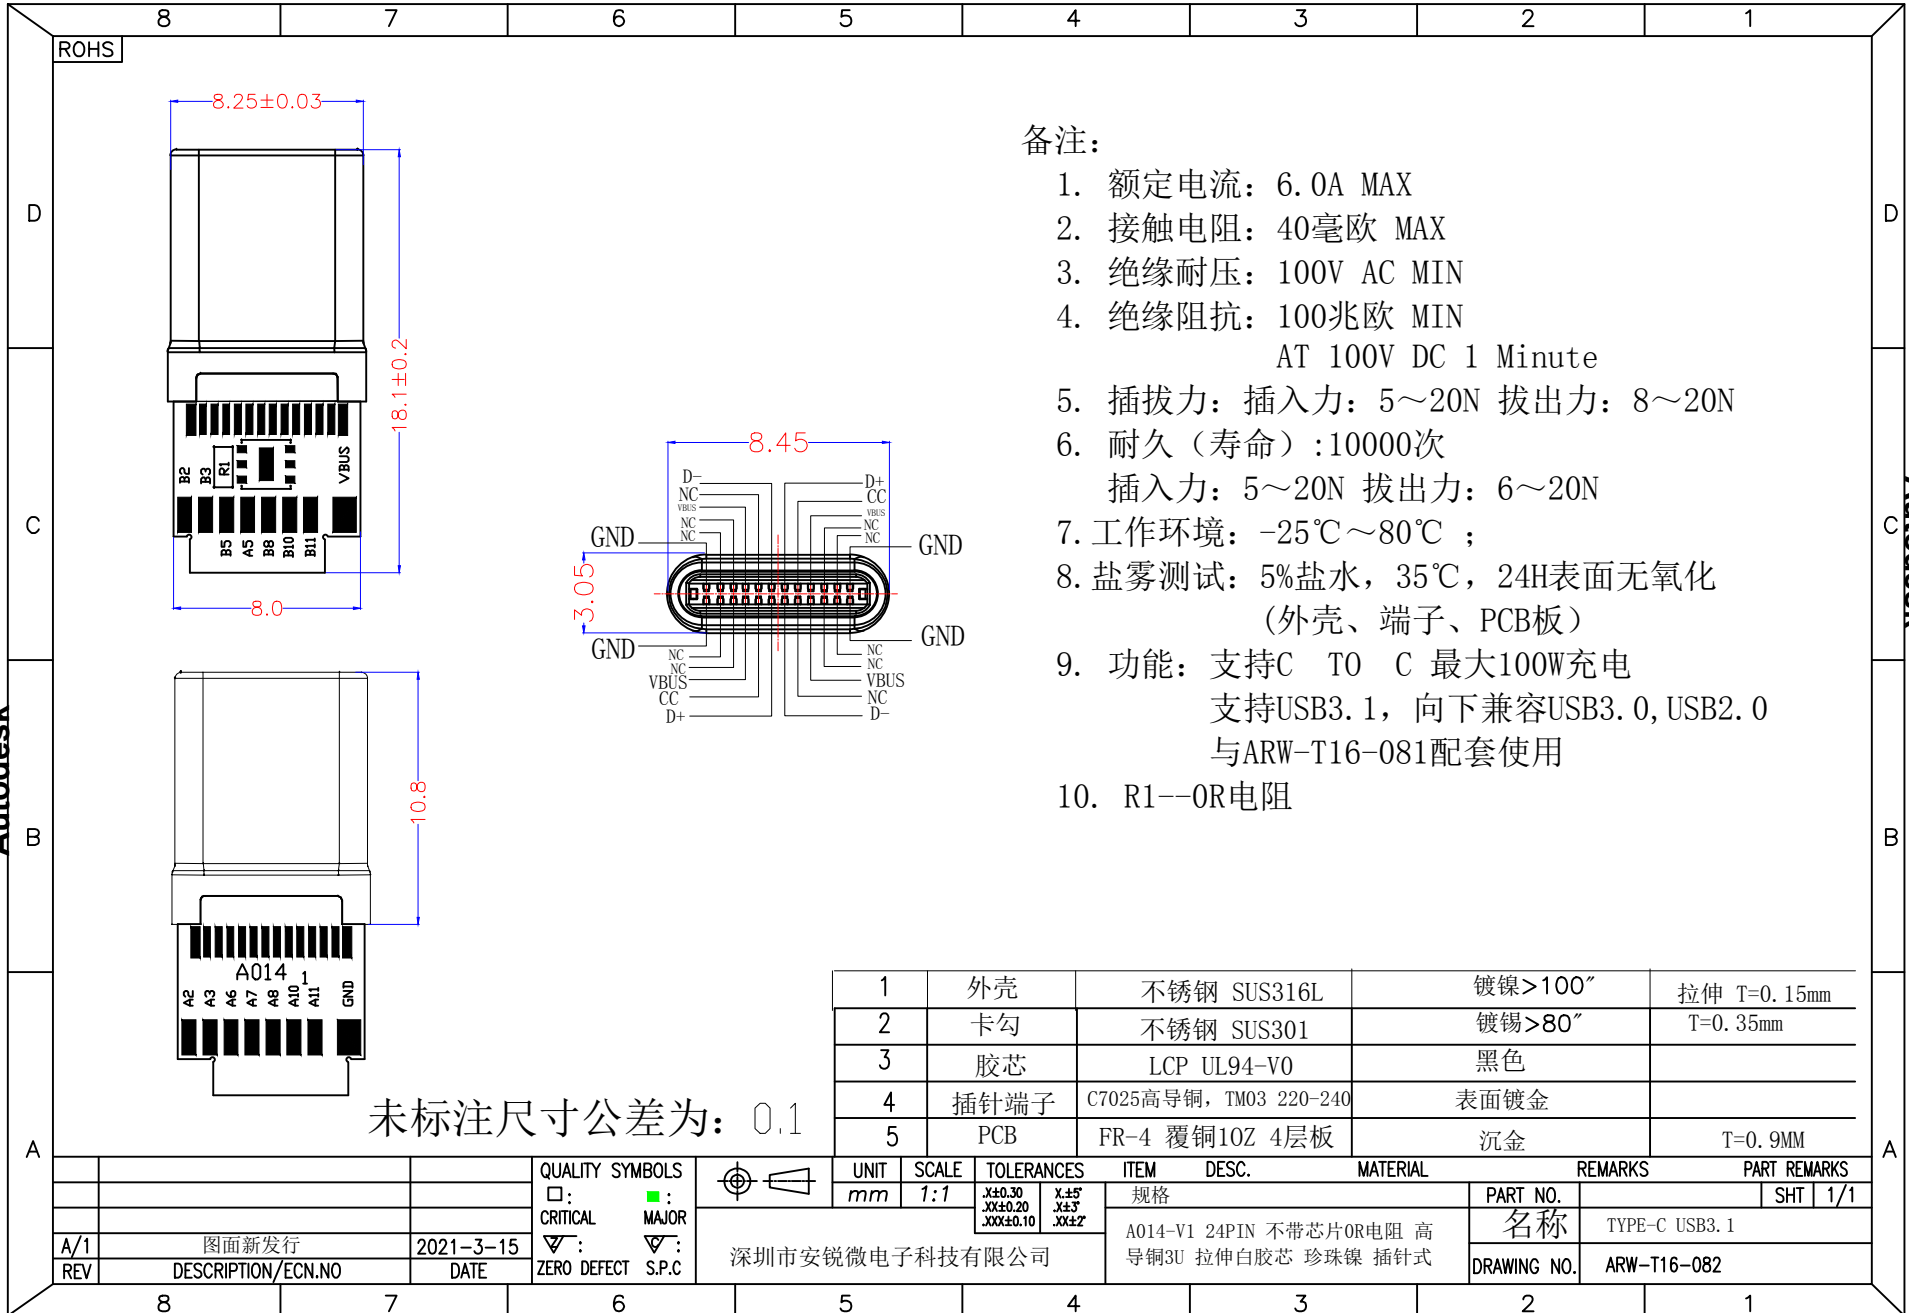 8 7 6 5 4 3 2 1
ROHS
D
C
B
A
D
C
B
A
Autodesk
8.25±0.03
18.1±0.2
B2 B3 R1 VBUS
B5 A5 B8 B10 B11
8.0
10.8
A014 1
A2 A3 A6 A7 A8 A10 A11 GND
8.45
3.05
D-
NC
VBUS
NC
NC
GND
D+
CC
VBUS
NC
NC
GND
GND
NC
NC
VBUS
CC
D+
GND
NC
NC
VBUS
NC
D-
备注：
1. 额定电流：6.0A MAX
2. 接触电阻：40毫欧 MAX
3. 绝缘耐压：100V AC MIN
4. 绝缘阻抗：100兆欧 MIN
AT 100V DC 1 Minute
5. 插拔力：插入力：5～20N 拔出力：8～20N
6. 耐久（寿命）:10000次
插入力：5～20N 拔出力：6～20N
7.工作环境：-25℃～80℃ ；
8.盐雾测试：5%盐水，35℃，24H表面无氧化
（外壳、端子、PCB板）
9. 功能：支持C TO C 最大100W充电
支持USB3.1，向下兼容USB3.0,USB2.0
与ARW-T16-081配套使用
10. R1--0R电阻
未标注尺寸公差为：0.1
1 外壳 不锈钢 SUS316L 镀镍>100″ 拉伸 T=0.15mm
2 卡勾 不锈钢 SUS301 镀锡>80″ T=0.35mm
3 胶芯 LCP UL94-V0 黑色
4 插针端子 C7025高导铜，TM03 220-240 表面镀金
5 PCB FR-4 覆铜1OZ 4层板 沉金 T=0.9MM
ITEM DESC. MATERIAL REMARKS PART REMARKS
A/1 图面新发行 2021-3-15
REV DESCRIPTION/ECN.NO DATE
QUALITY SYMBOLS
: :
CRITICAL MAJOR
Z : C :
ZERO DEFECT S.P.C
UNIT SCALE TOLERANCES
mm 1:1
.X±0.30 X.±5°
.XX±0.20 .X±3°
.XXX±0.10 .XX±2°
深圳市安锐微电子科技有限公司
规格
A014-V1 24PIN 不带芯片0R电阻 高
导铜3U 拉伸白胶芯 珍珠镍 插针式
PART NO. SHT 1/1
名称 TYPE-C USB3.1
DRAWING NO. ARW-T16-082
8 7 6 5 4 3 2 1